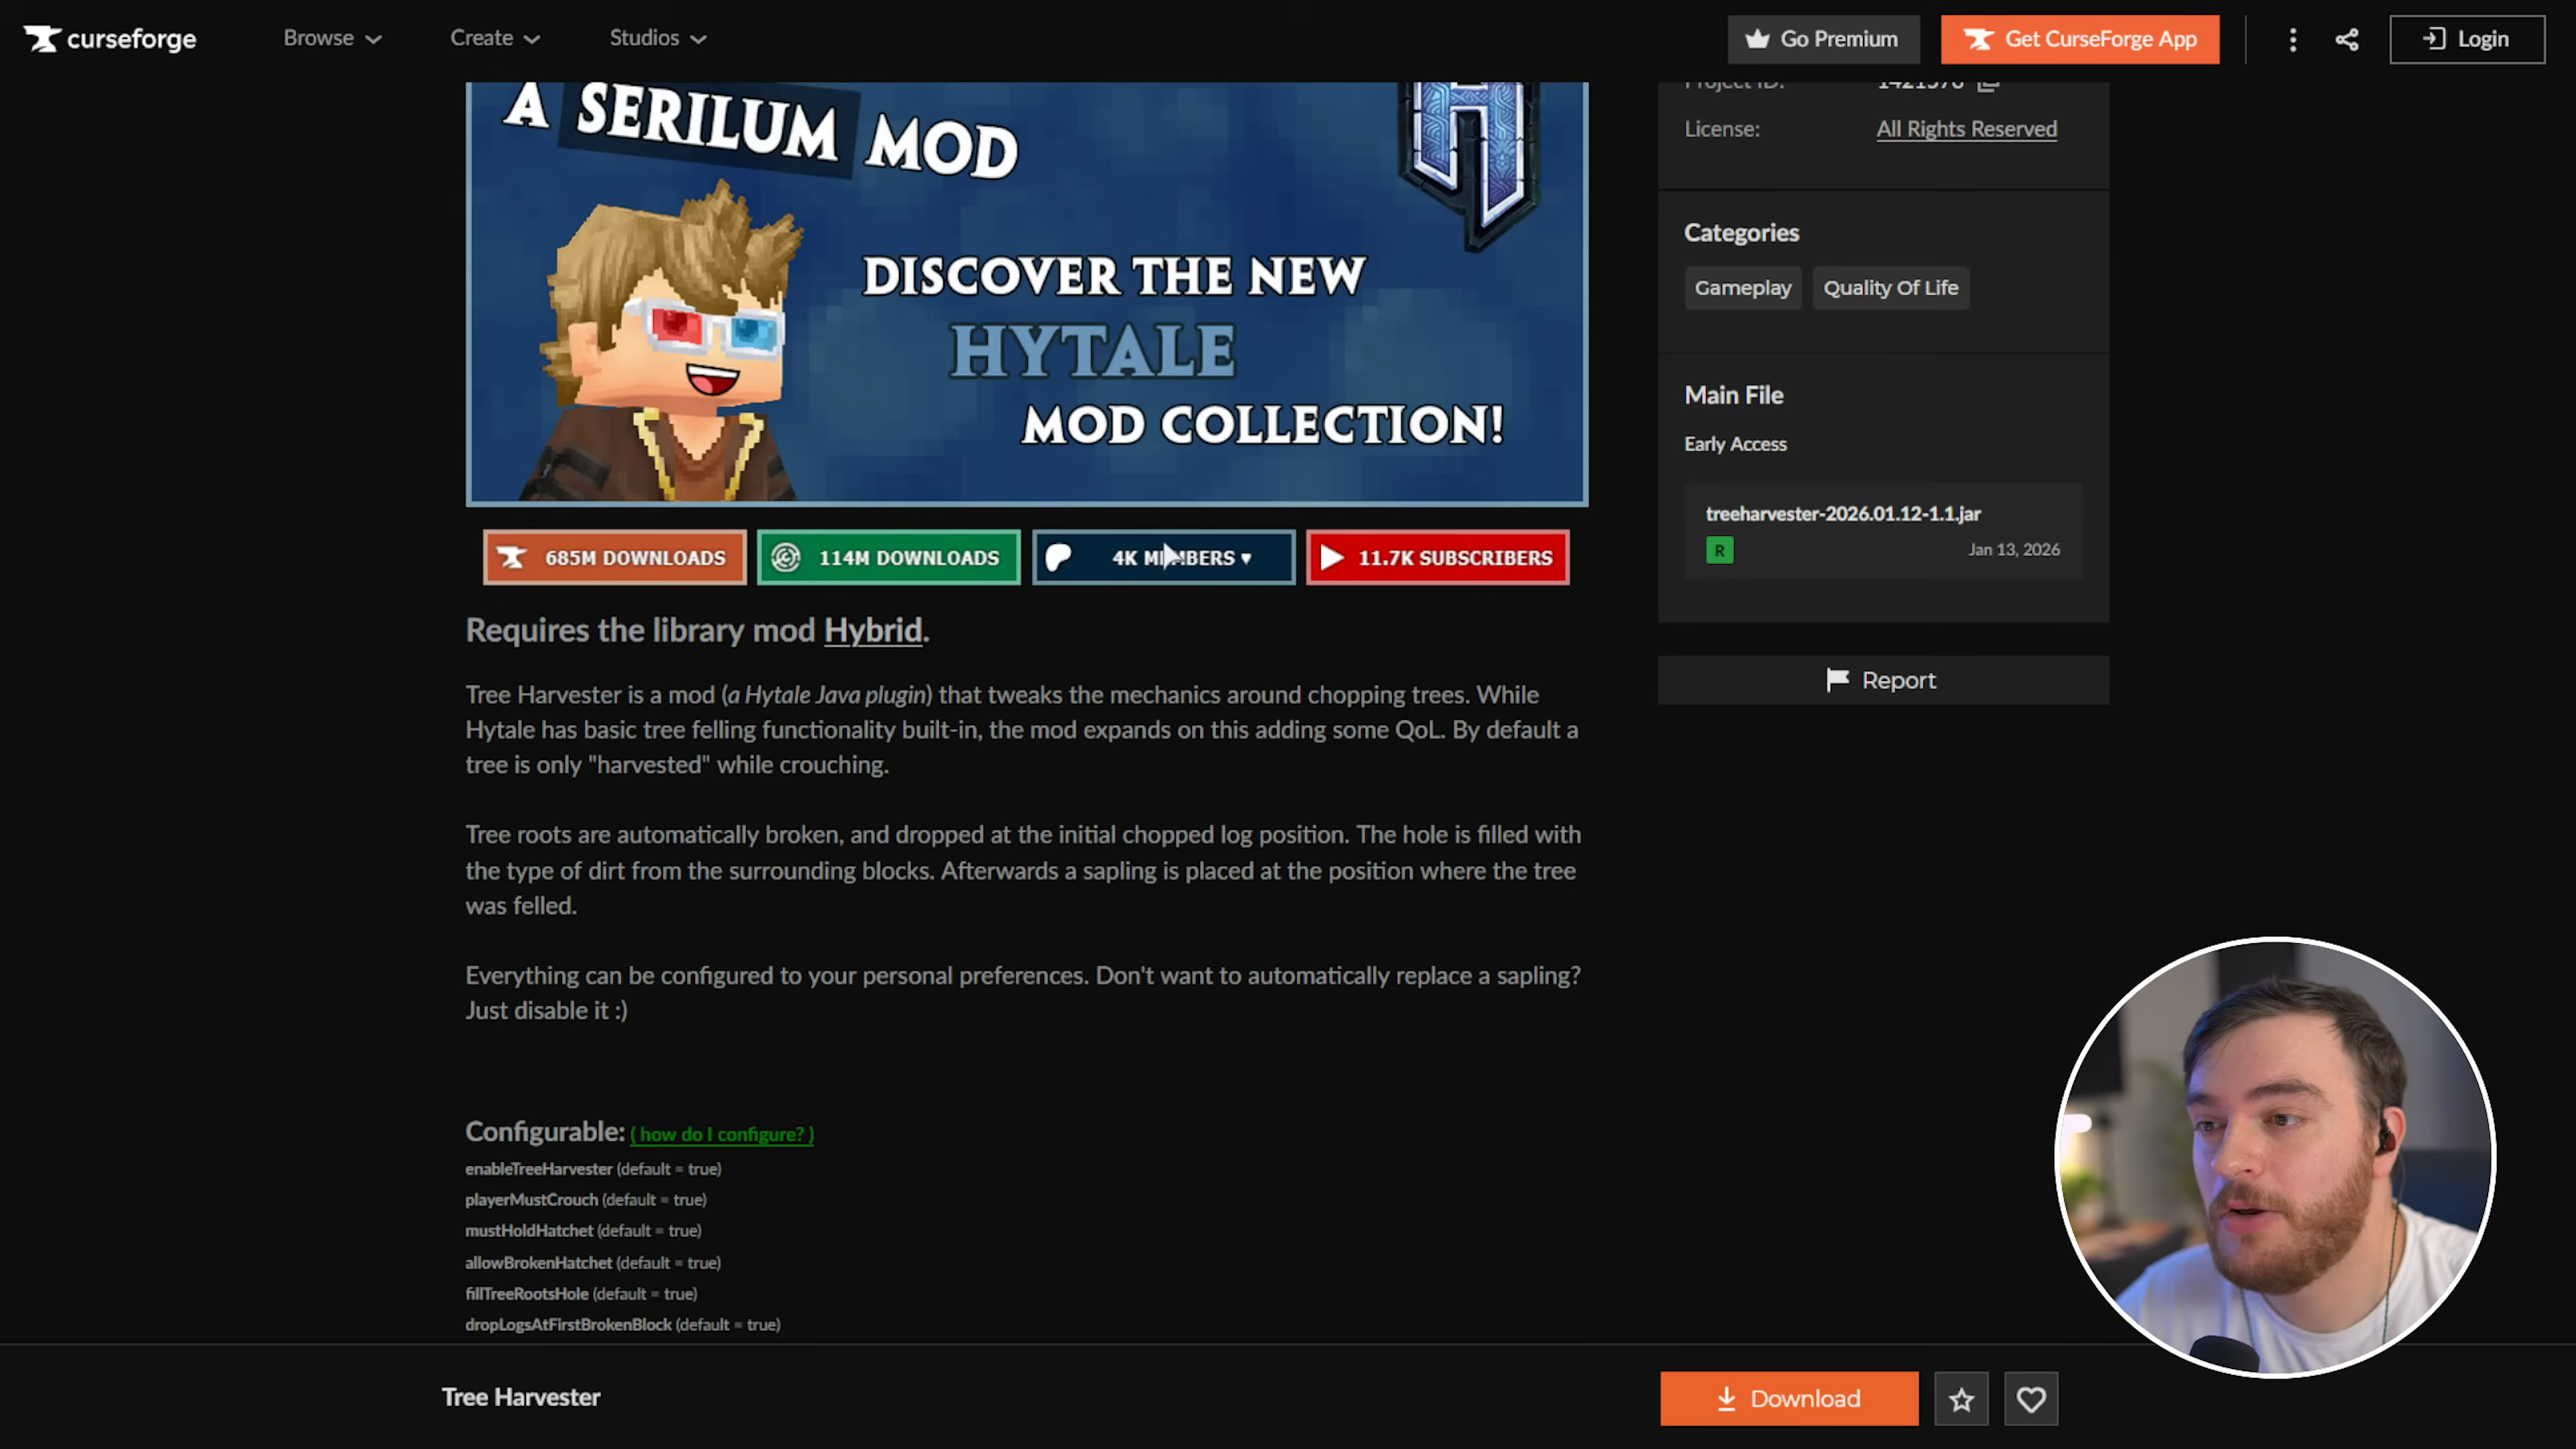 curseforge
Browse
Create
Studios
Go Premium
Get CurseForge App
Login
A SERILUM MOD
DISCOVER THE NEW
HYTALE
MOD COLLECTION!
685M DOWNLOADS
114M DOWNLOADS
4K MEMBERS ♥
11.7K SUBSCRIBERS
Requires the library mod Hybrid.
Tree Harvester is a mod (a Hytale Java plugin) that tweaks the mechanics around chopping trees. While
Hytale has basic tree felling functionality built-in, the mod expands on this adding some QoL. By default a
tree is only "harvested" while crouching.
Tree roots are automatically broken, and dropped at the initial chopped log position. The hole is filled with
the type of dirt from the surrounding blocks. Afterwards a sapling is placed at the position where the tree
was felled.
Everything can be configured to your personal preferences. Don't want to automatically replace a sapling?
Just disable it :)
Configurable: ( how do I configure? )
enableTreeHarvester (default = true)
playerMustCrouch (default = true)
mustHoldHatchet (default = true)
allowBrokenHatchet (default = true)
fillTreeRootsHole (default = true)
dropLogsAtFirstBrokenBlock (default = true)
Project ID:
License: All Rights Reserved
Categories
Gameplay
Quality Of Life
Main File
Early Access
treeharvester-2026.01.12-1.1.jar
R
Jan 13, 2026
Report
Tree Harvester
Download